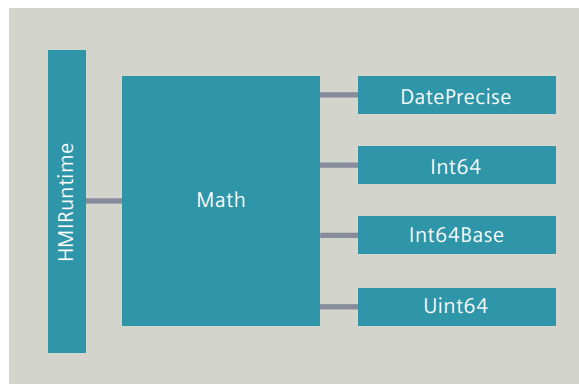 HMIRuntime
Math
DatePrecise
Int64
Int64Base
Uint64